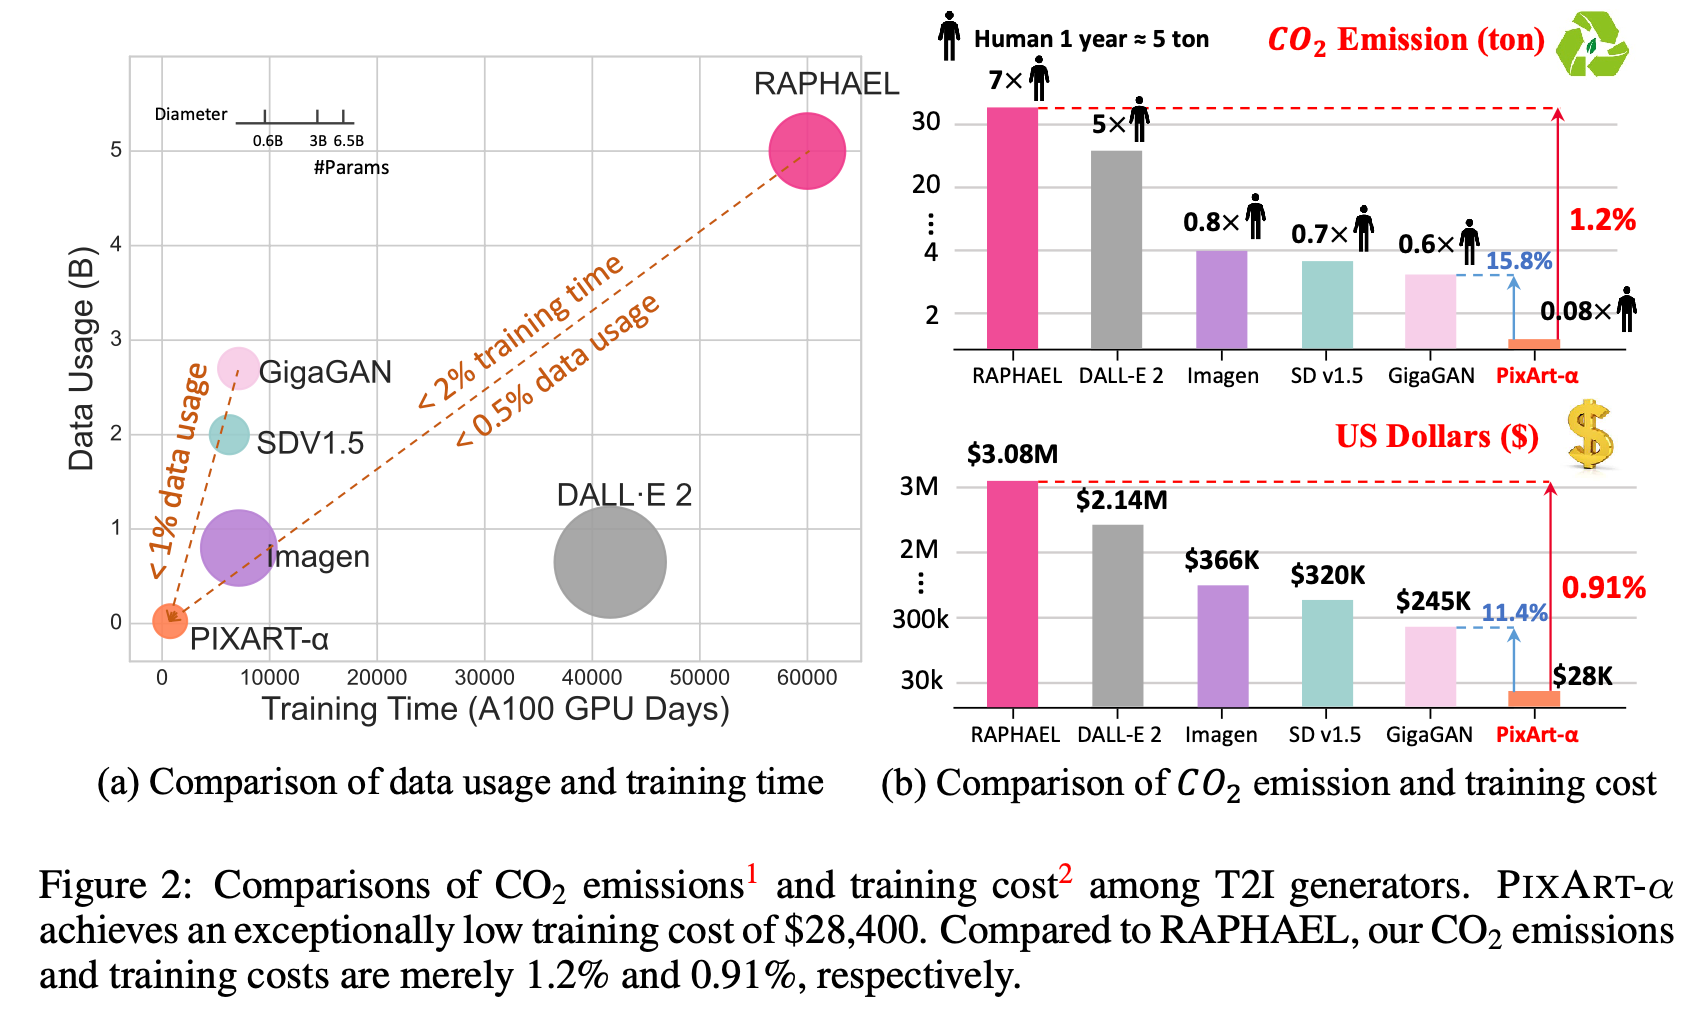 Diameter
0.6B 3B 6.5B
#Params
RAPHAEL
GigaGAN
SDV1.5
Imagen
DALL·E 2
PIXART-α
< 1% data usage
< 2% training time
< 0.5% data usage
Data Usage (B)
5
4
3
2
1
0
0 10000 20000 30000 40000 50000 60000
Training Time (A100 GPU Days)
(a) Comparison of data usage and training time
Human 1 year ≈ 5 ton
CO₂ Emission (ton)
7×
5×
0.8×
0.7×
0.6×
0.08×
15.8%
1.2%
30
20
⋮
4
2
RAPHAEL DALL-E 2 Imagen SD v1.5 GigaGAN PixArt-α
US Dollars ($)
$
$3.08M
$2.14M
$366K
$320K
$245K
$28K
11.4%
0.91%
3M
2M
⋮
300k
30k
RAPHAEL DALL-E 2 Imagen SD v1.5 GigaGAN PixArt-α
(b) Comparison of CO₂ emission and training cost
Figure 2: Comparisons of CO₂ emissions¹ and training cost² among T2I generators. PIXART-α
achieves an exceptionally low training cost of $28,400. Compared to RAPHAEL, our CO₂ emissions
and training costs are merely 1.2% and 0.91%, respectively.